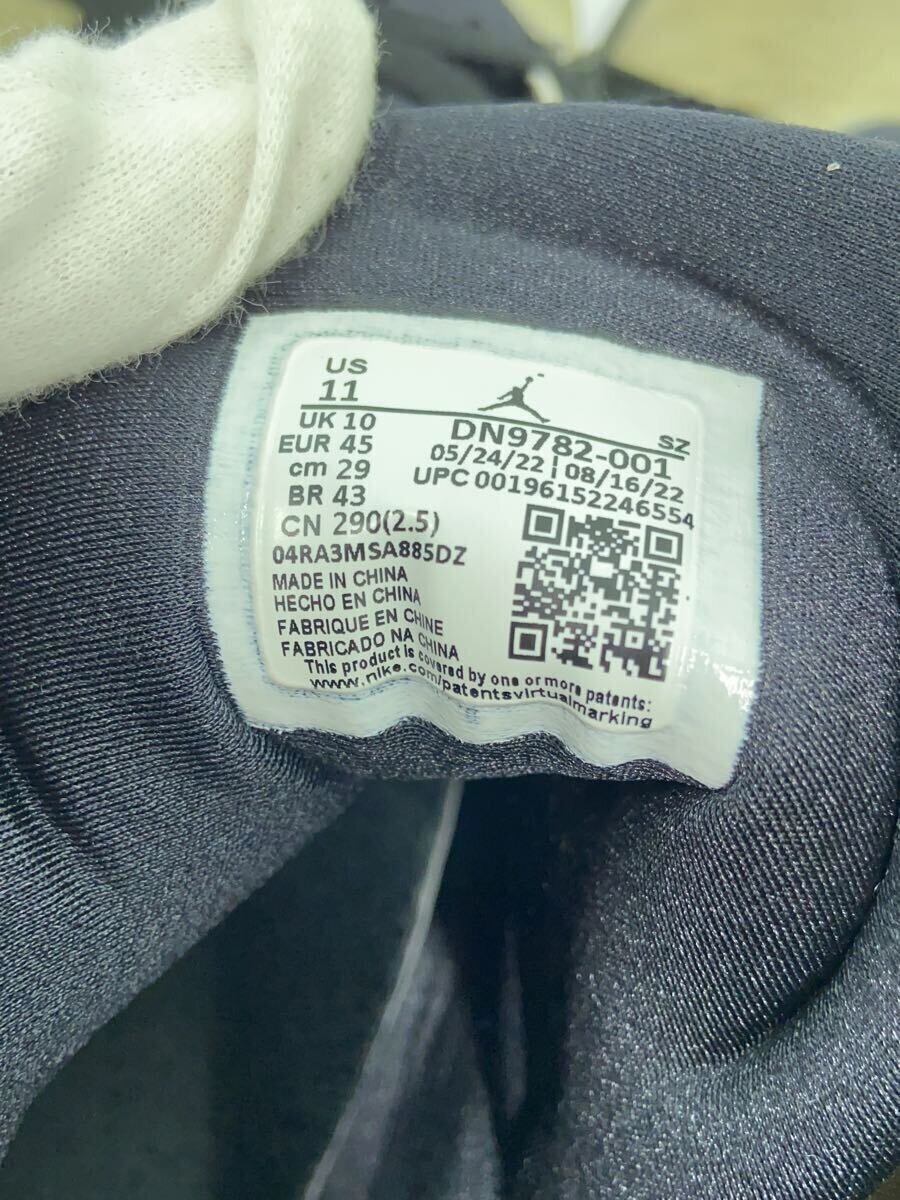 US
11
UK 10
EUR 45
cm 29
BR 43
CN 290(2.5)
SZ
DN9782-001
05/24/22 | 08/16/22
UPC 00196152246554
04RA3MSA885DZ
MADE IN CHINA
HECHO EN CHINA
FABRIQUE EN CHINE
FABRICADO NA CHINA
This product is covered by one or more patents:
www.nike.com/patentsvirtualmarking